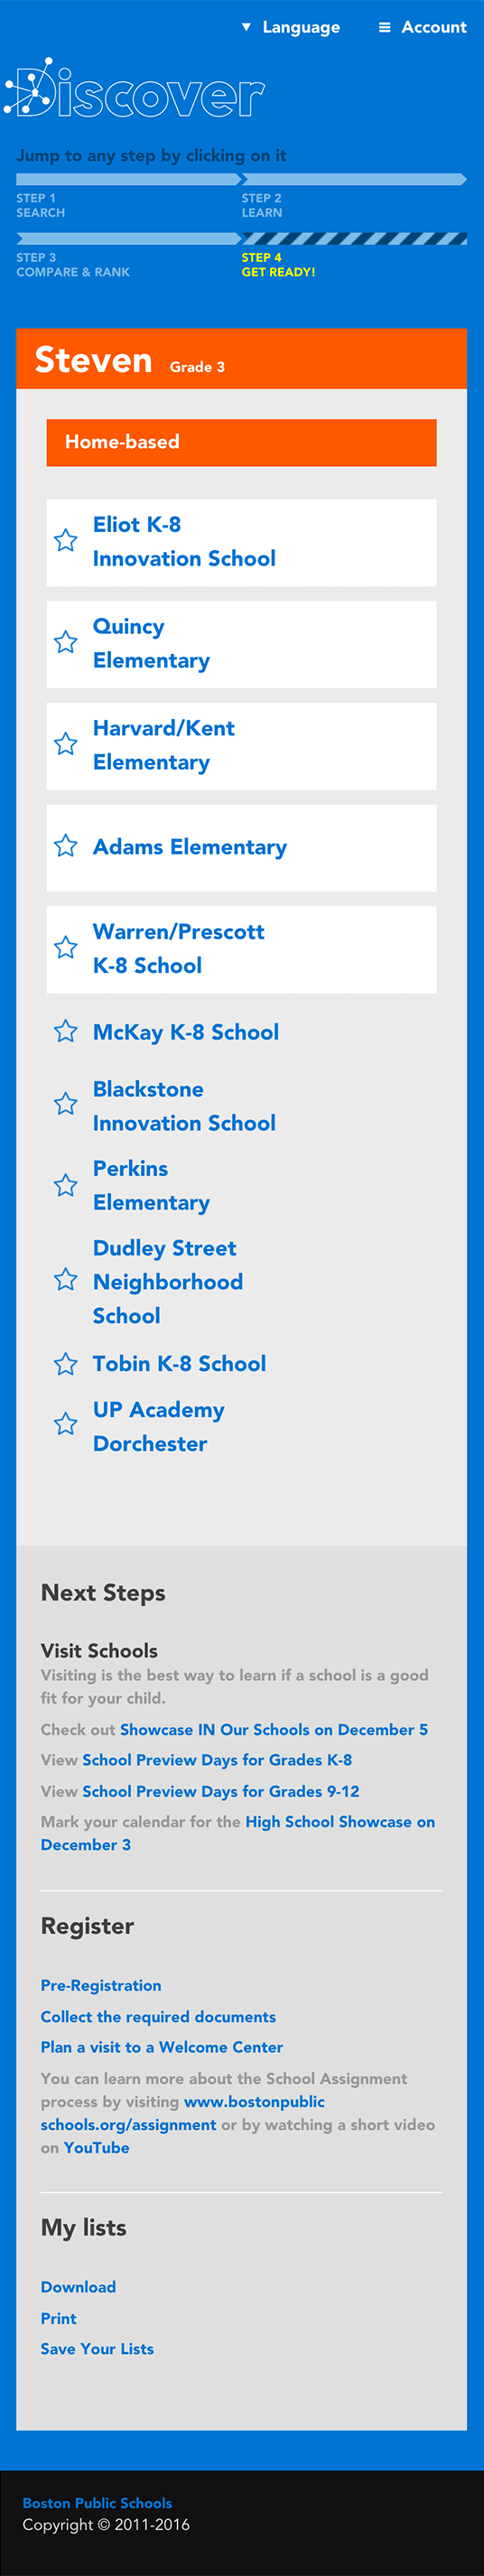 ▼ Language ≡ Account
Discover
Jump to any step by clicking on it
STEP 1
SEARCH
STEP 2
LEARN
STEP 3
COMPARE & RANK
STEP 4
GET READY!
Steven Grade 3
Home-based
Eliot K-8
Innovation School
Quincy
Elementary
Harvard/Kent
Elementary
Adams Elementary
Warren/Prescott
K-8 School
McKay K-8 School
Blackstone
Innovation School
Perkins
Elementary
Dudley Street
Neighborhood
School
Tobin K-8 School
UP Academy
Dorchester
Next Steps
Visit Schools
Visiting is the best way to learn if a school is a good
fit for your child.
Check out Showcase IN Our Schools on December 5
View School Preview Days for Grades K-8
View School Preview Days for Grades 9-12
Mark your calendar for the High School Showcase on
December 3
Register
Pre-Registration
Collect the required documents
Plan a visit to a Welcome Center
You can learn more about the School Assignment
process by visiting www.bostonpublic
schools.org/assignment or by watching a short video
on YouTube
My lists
Download
Print
Save Your Lists
Boston Public Schools
Copyright © 2011-2016